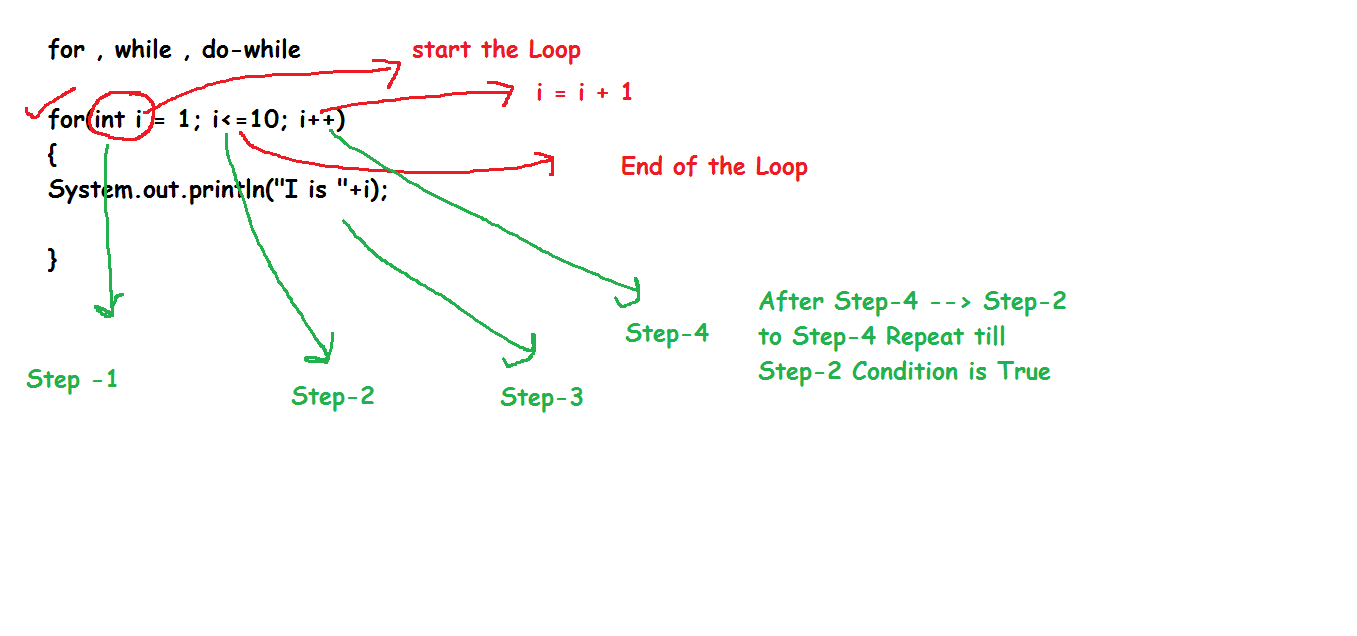 for , while , do-while
start the Loop
i = i + 1
for(int i = 1; i<=10; i++)
{
End of the Loop
System.out.println("I is "+i);
}
After Step-4 --> Step-2
to Step-4 Repeat till
Step-2 Condition is True
Step-4
Step -1
Step-2
Step-3